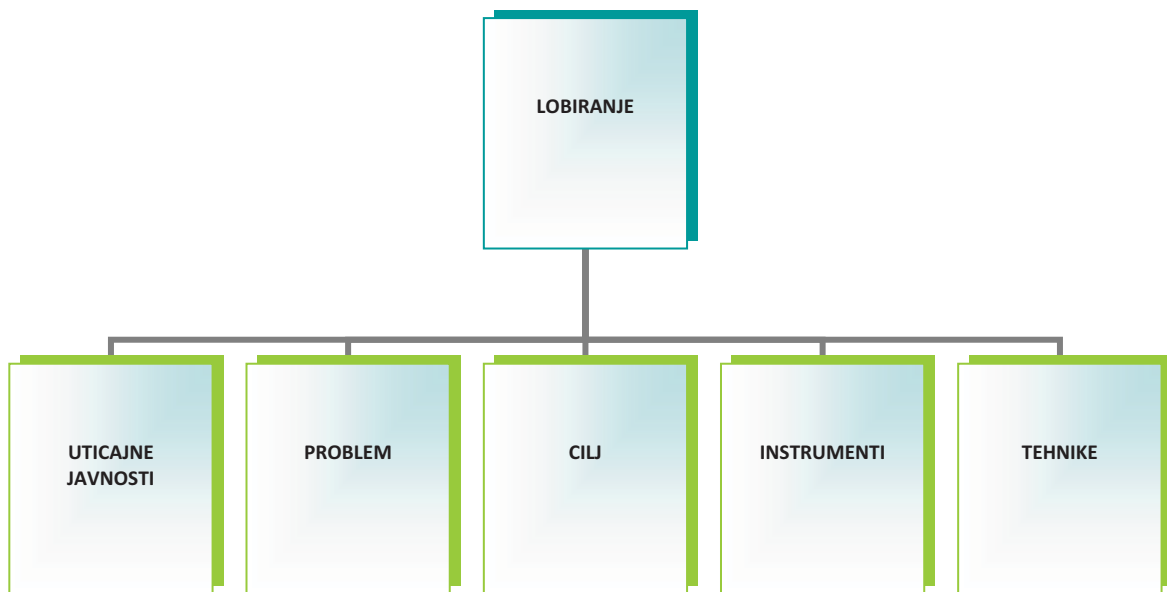 LOBIRANJE
UTICAJNE
JAVNOSTI
PROBLEM
CILJ
INSTRUMENTI
TEHNIKE